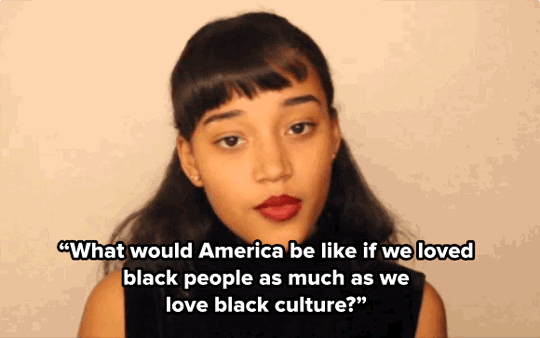 “What would America be like if we loved
black people as much as we
love black culture?”